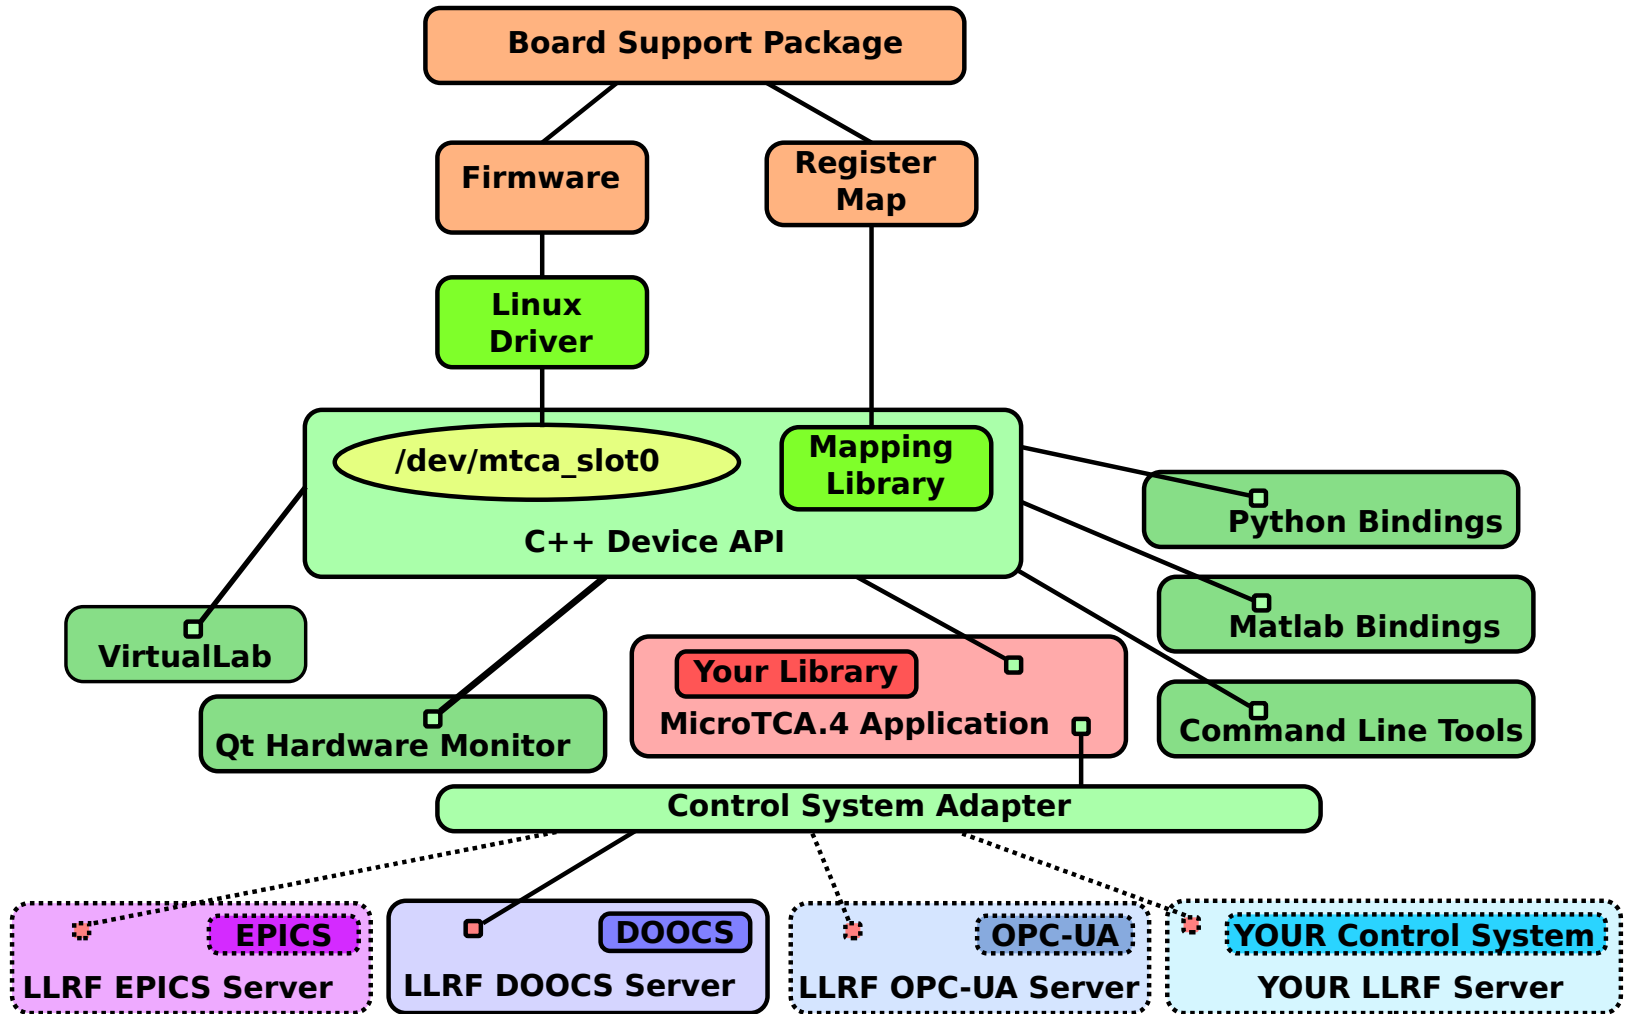 Board Support Package
Firmware
Register
Map
Linux
Driver
/dev/mtca_slot0
Mapping
Library
C++ Device API
Python Bindings
Matlab Bindings
Command Line Tools
VirtualLab
Qt Hardware Monitor
Your Library
MicroTCA.4 Application
Control System Adapter
EPICS
LLRF EPICS Server
DOOCS
LLRF DOOCS Server
OPC-UA
LLRF OPC-UA Server
YOUR Control System
YOUR LLRF Server